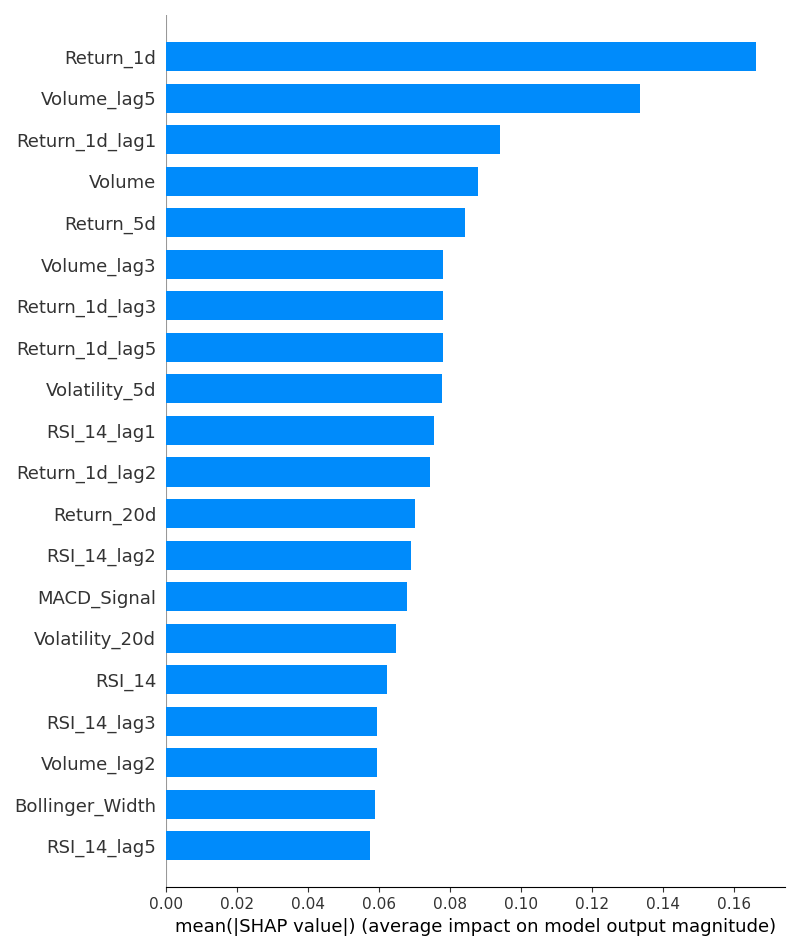 Return_1d
Volume_lag5
Return_1d_lag1
Volume
Return_5d
Volume_lag3
Return_1d_lag3
Return_1d_lag5
Volatility_5d
RSI_14_lag1
Return_1d_lag2
Return_20d
RSI_14_lag2
MACD_Signal
Volatility_20d
RSI_14
RSI_14_lag3
Volume_lag2
Bollinger_Width
RSI_14_lag5
0.00 0.02 0.04 0.06 0.08 0.10 0.12 0.14 0.16
mean(|SHAP value|) (average impact on model output magnitude)